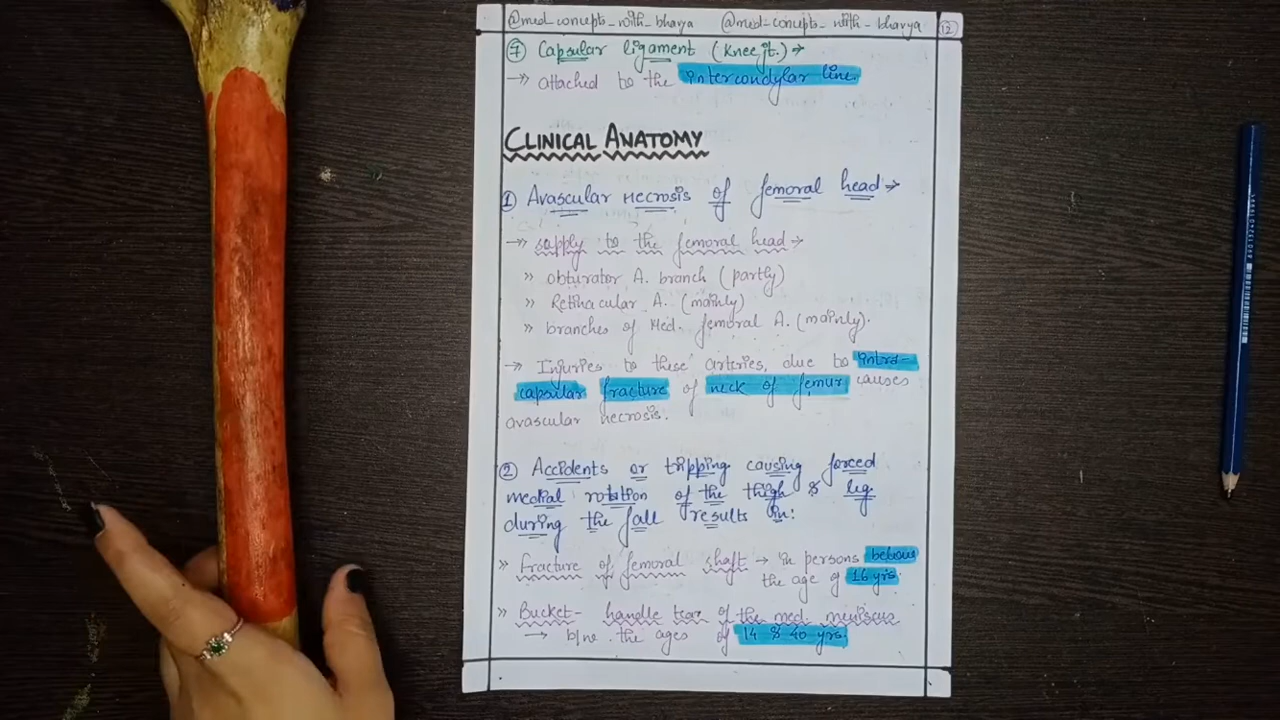 @med_concepts_with_bhavya @med_concepts_with_bhavya 12
⑦ Capsular ligament (Knee jt.) →
→» attached to the intercondylar line.
CLINICAL ANATOMY
① Avascular necrosis of femoral head →
→» supply to the femoral head →
» obturator A. branch (partly)
» Retinacular A. (mainly)
» branches of Med. femoral A. (mainly).
→» Injuries to these arteries, due to intra-
capsular fracture of neck of femur causes
avascular necrosis.
② Accidents or tripping causing forced
medial rotation of the thigh & leg
during the fall results in:
» Fracture of femoral shaft → in persons below
the age of 16 yrs.
» Bucket-handle tear of the med. meniscus
→ b/w. the ages of 14 & 40 yrs.